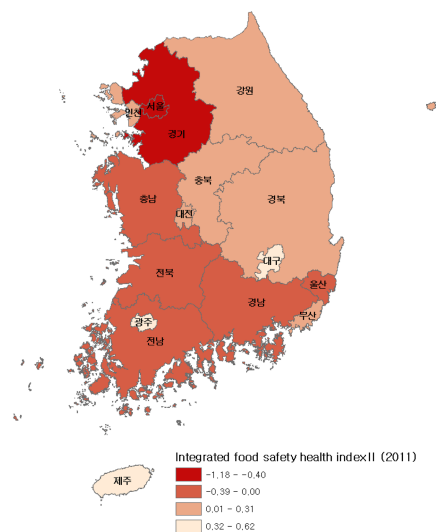 강원
서울
인천
경기
충북
충남
경북
대전
대구
전북
울산
경남
부산
광주
전남
제주
Integrated food safety health indexⅡ (2011)
-1,18 - -0,40
-0,39 - 0,00
0,01 - 0,31
0,32 - 0,62